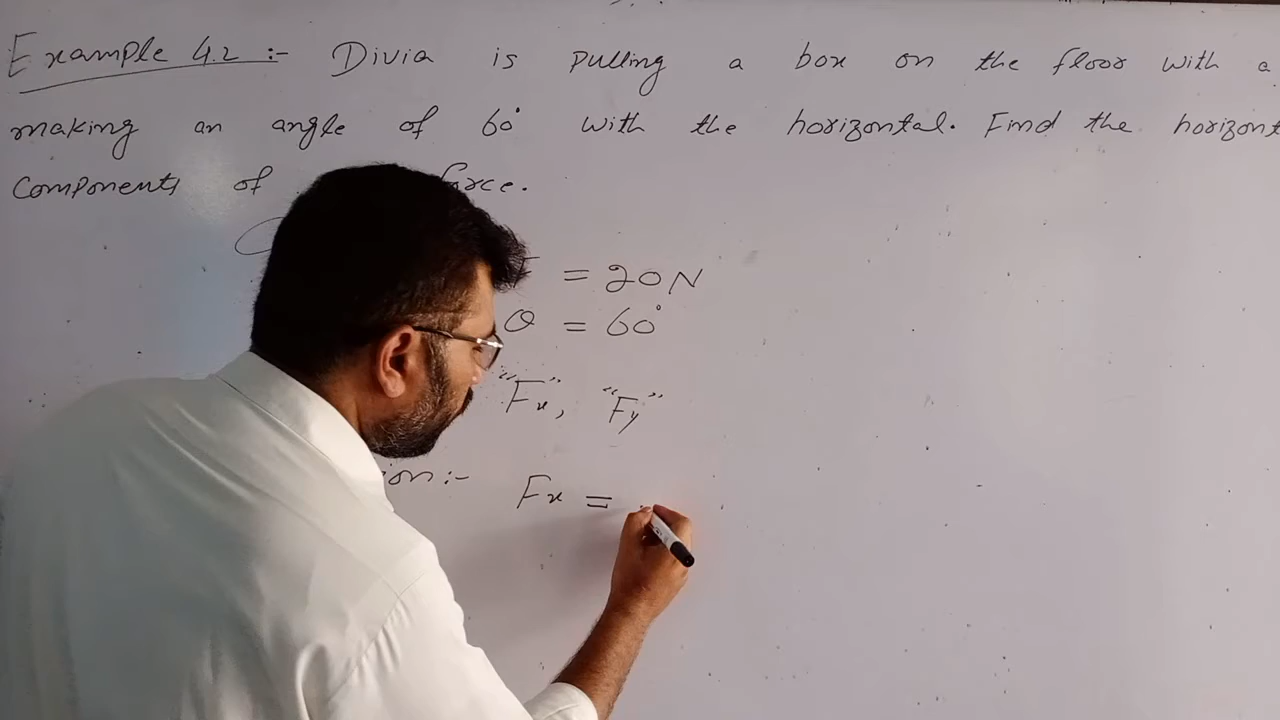 Example 4.2 :- Divia is pulling a box on the floor with a
making an angle of 60° with the horizontal. Find the horizont
Components of force.
= 20N
θ = 60°
"Fx", "Fy"
ion:- Fx =